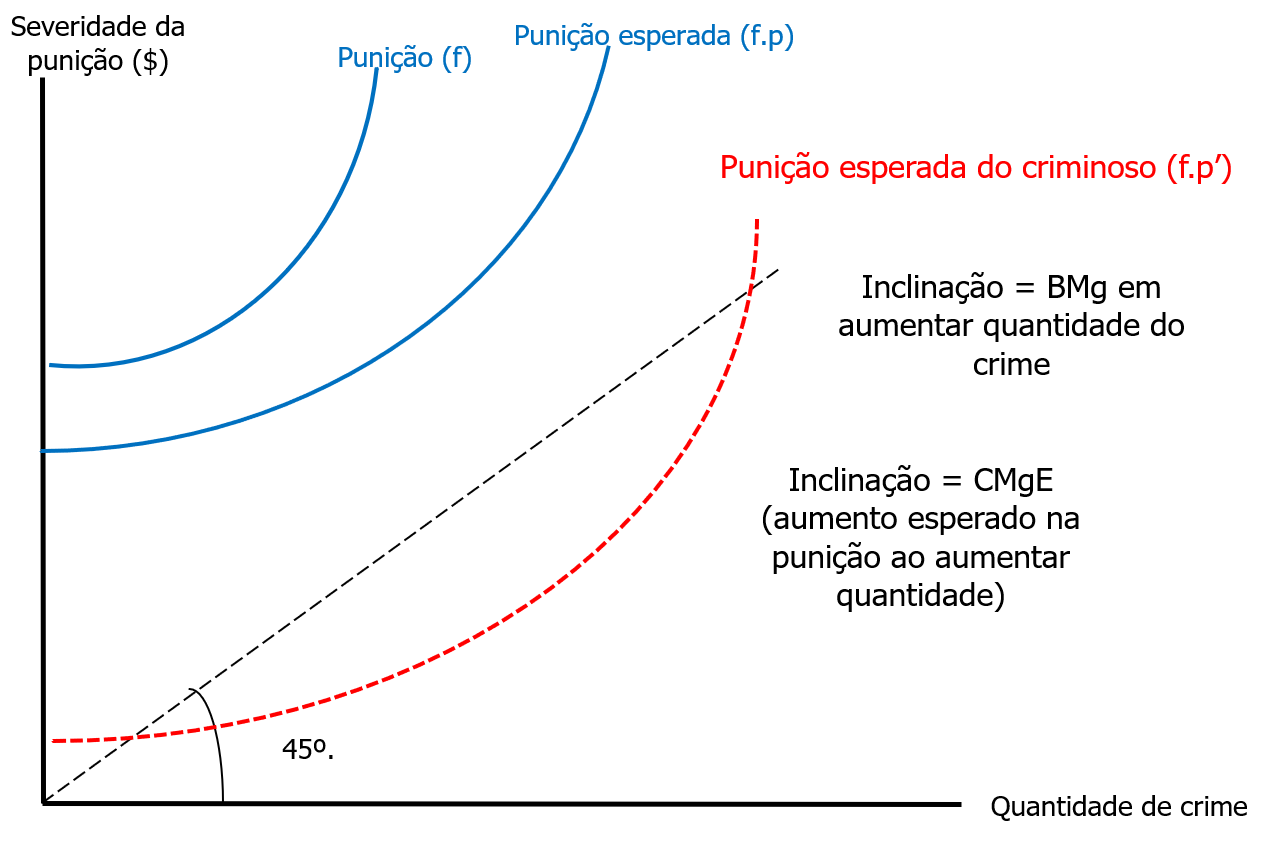 Severidade da
punição ($)
Punição (f)
Punição esperada (f.p)
Punição esperada do criminoso (f.p’)
Inclinação = BMg em
aumentar quantidade do
crime
Inclinação = CMgE
(aumento esperado na
punição ao aumentar
quantidade)
45º.
Quantidade de crime